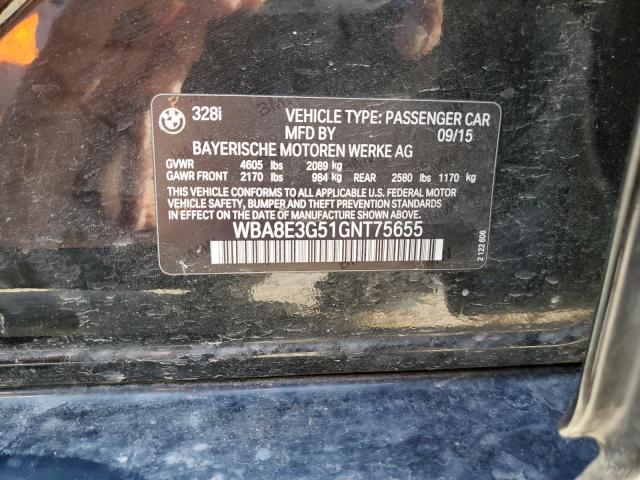 328i VEHICLE TYPE: PASSENGER CAR
MFD BY 09/15
BAYERISCHE MOTOREN WERKE AG
GVWR 4605 lbs 2089 kg
GAWR FRONT 2170 lbs 984 kg REAR 2580 lbs 1170 kg
THIS VEHICLE CONFORMS TO ALL APPLICABLE U.S. FEDERAL MOTOR
VEHICLE SAFETY, BUMPER AND THEFT PREVENTION STANDARDS
IN EFFECT ON THE DATE OF MANUFACTURE SHOWN ABOVE.
WBA8E3G51GNT75655
2 122 606